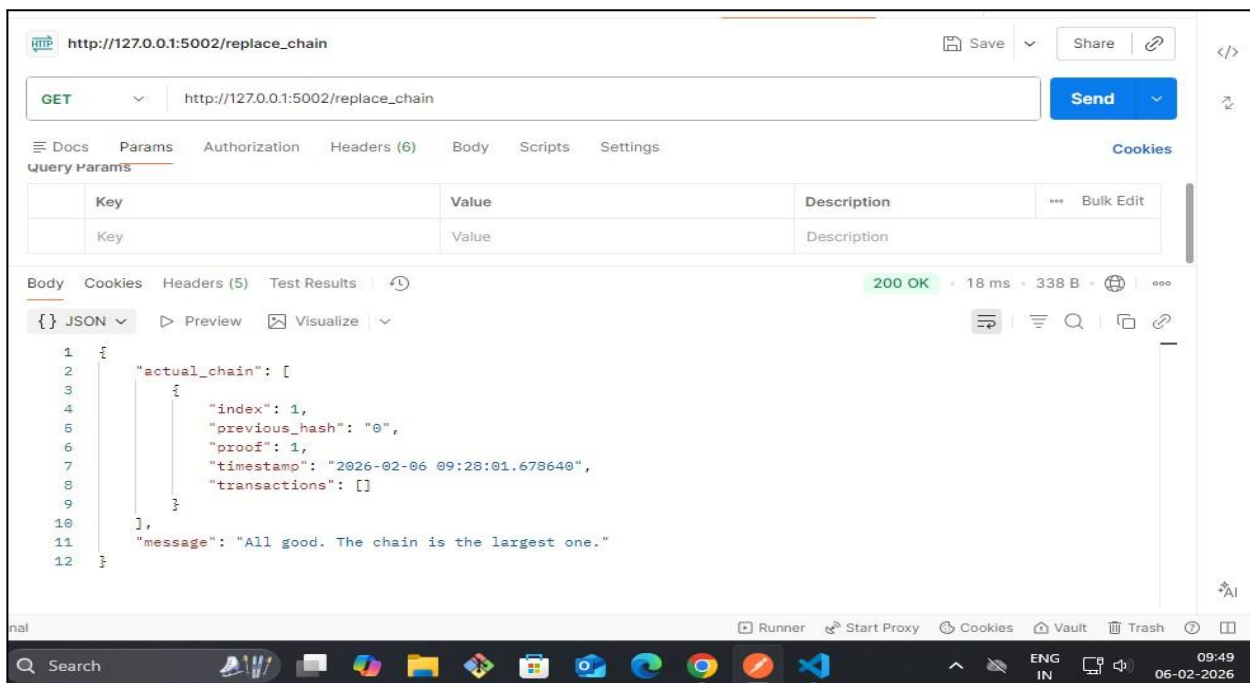 HTTP http://127.0.0.1:5002/replace_chain Save Share
GET http://127.0.0.1:5002/replace_chain Send
Docs Params Authorization Headers (6) Body Scripts Settings Cookies
Query Params
Key Value Description Bulk Edit
Key Value Description
Body Cookies Headers (5) Test Results 200 OK 18 ms 338 B
{} JSON Preview Visualize
1 {
2 "actual_chain": [
3 {
4 "index": 1,
5 "previous_hash": "0",
6 "proof": 1,
7 "timestamp": "2026-02-06 09:28:01.678640",
8 "transactions": []
9 }
10 ],
11 "message": "All good. The chain is the largest one."
12 }
AI
nal Runner Start Proxy Cookies Vault Trash
Search ENG 09:49
IN 06-02-2026